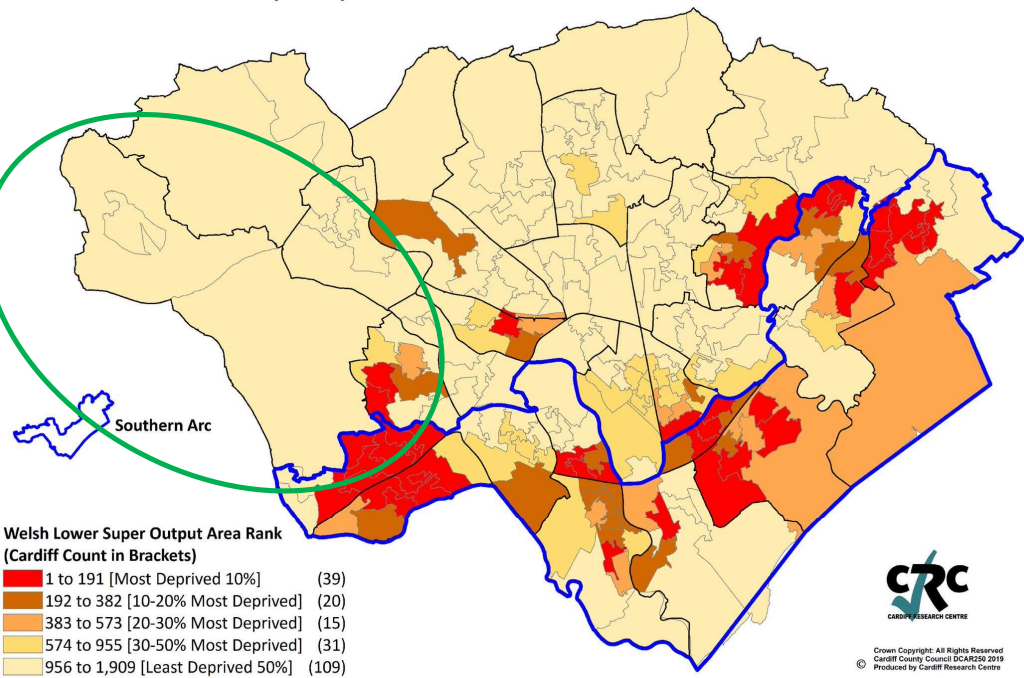 Southern Arc
Welsh Lower Super Output Area Rank
(Cardiff Count in Brackets)
1 to 191 [Most Deprived 10%] (39)
192 to 382 [10-20% Most Deprived] (20)
383 to 573 [20-30% Most Deprived] (15)
574 to 955 [30-50% Most Deprived] (31)
956 to 1,909 [Least Deprived 50%] (109)
CRC
CARDIFF RESEARCH CENTRE
Crown Copyright: All Rights Reserved
© Cardiff County Council DCAR250 2019
Produced by Cardiff Research Centre